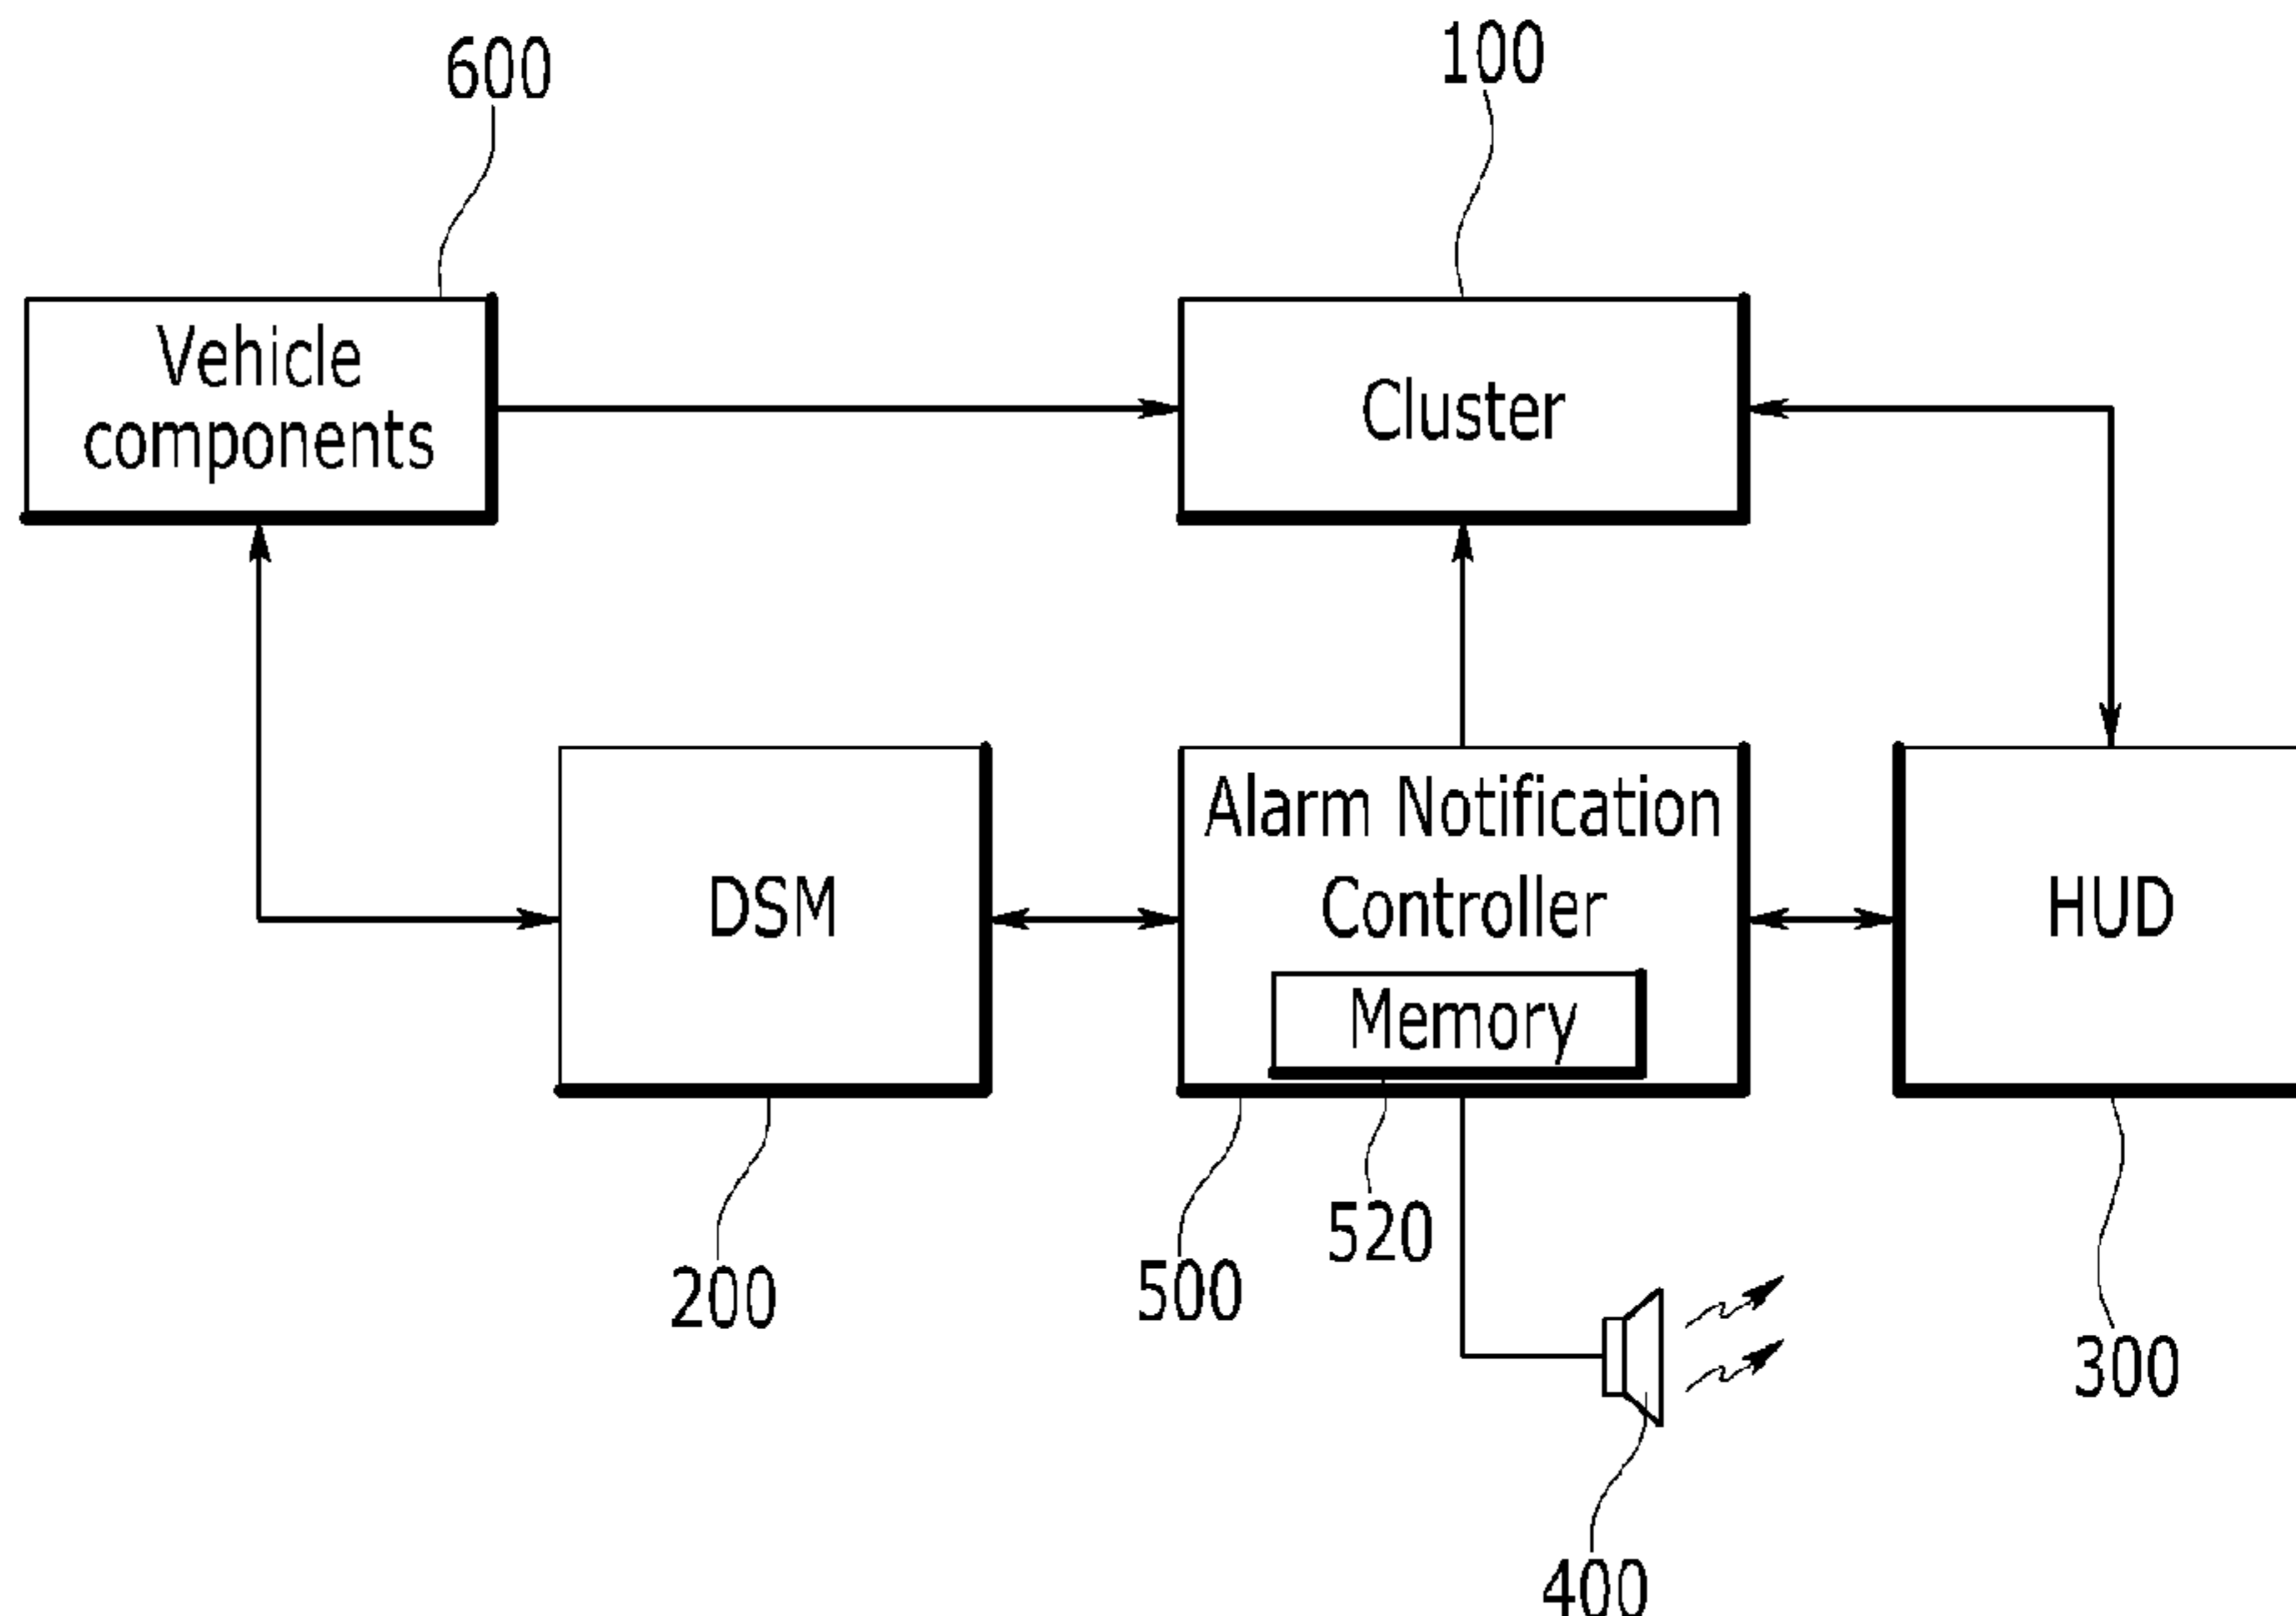 600
100
Vehicle
components
Cluster
DSM
Alarm Notification
Controller
Memory
HUD
200
500
520
300
400